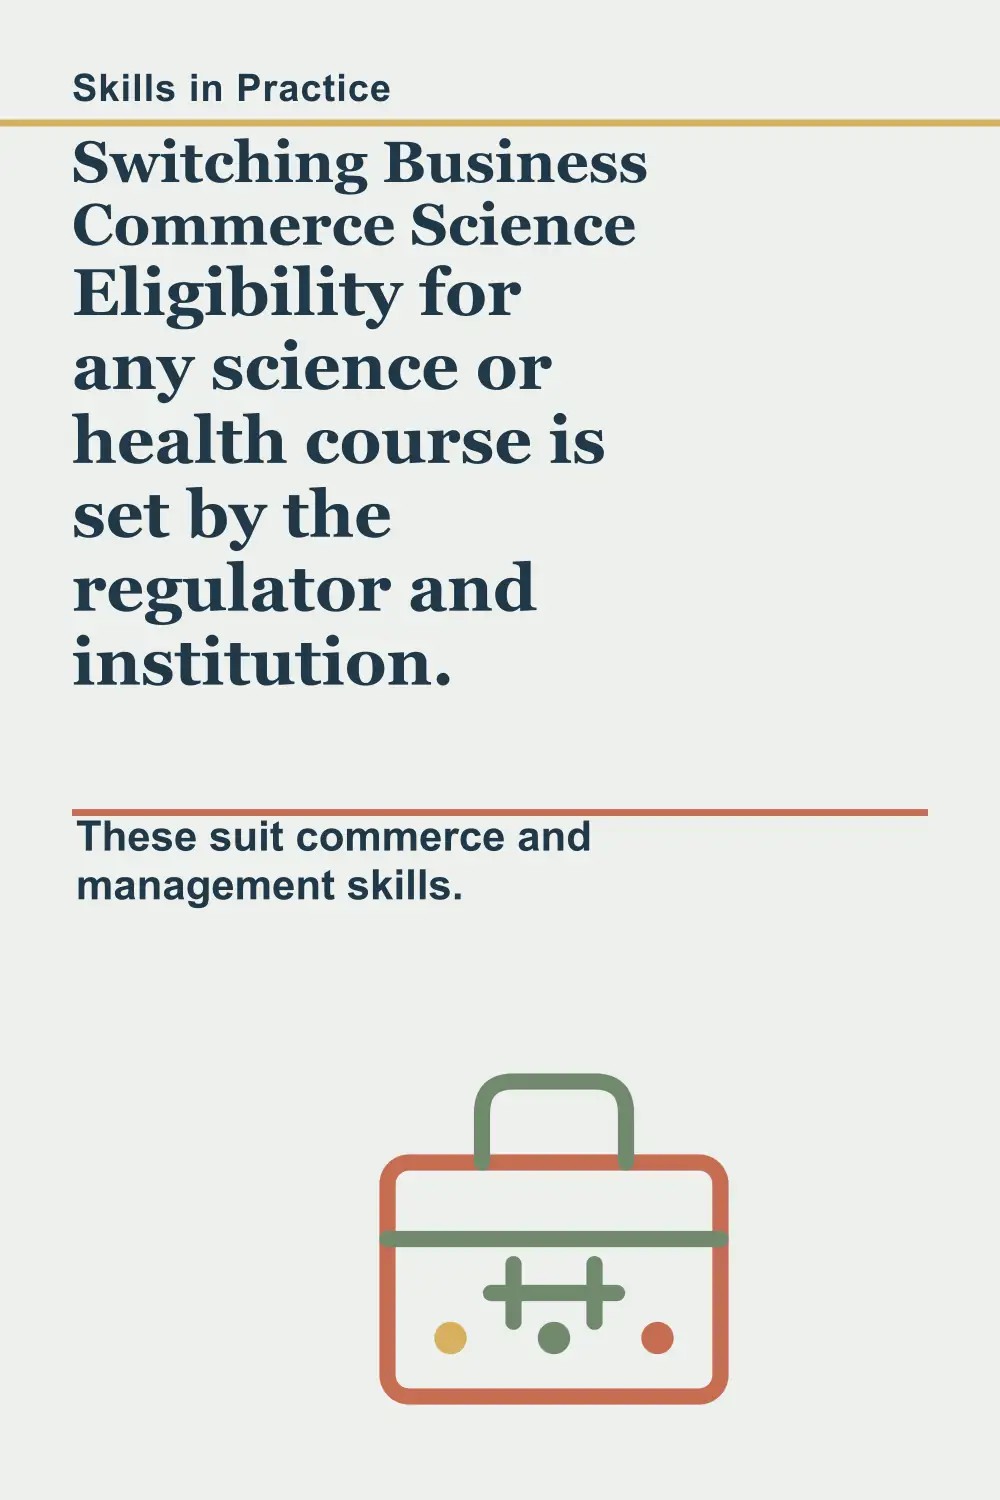 Skills in Practice
Switching Business
Commerce Science
Eligibility for
any science or
health course is
set by the
regulator and
institution.
These suit commerce and
management skills.